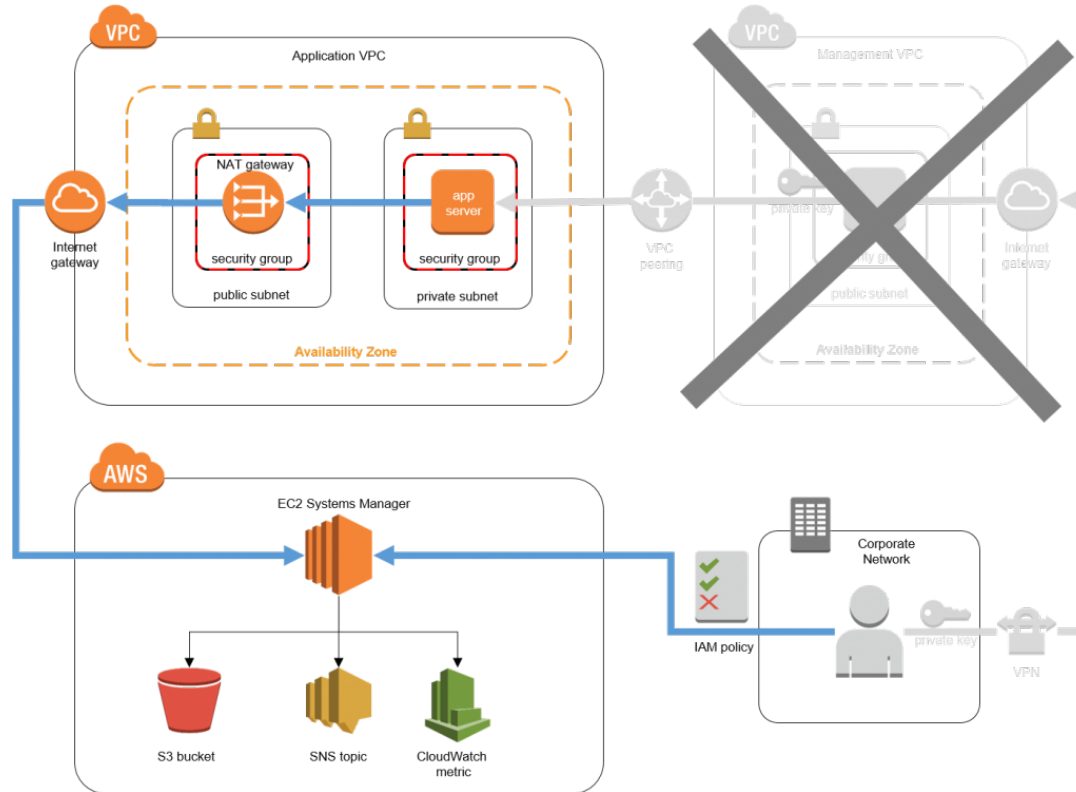 VPC
Application VPC
NAT gateway
security group
public subnet
app
server
security group
private subnet
Availability Zone
Internet
gateway
VPC
peering
VPC
Management VPC
private key
security grou
public subnet
Availability Zone
Internet
gateway
AWS
EC2 Systems Manager
S3 bucket
SNS topic
CloudWatch
metric
IAM policy
Corporate
Network
private key
VPN